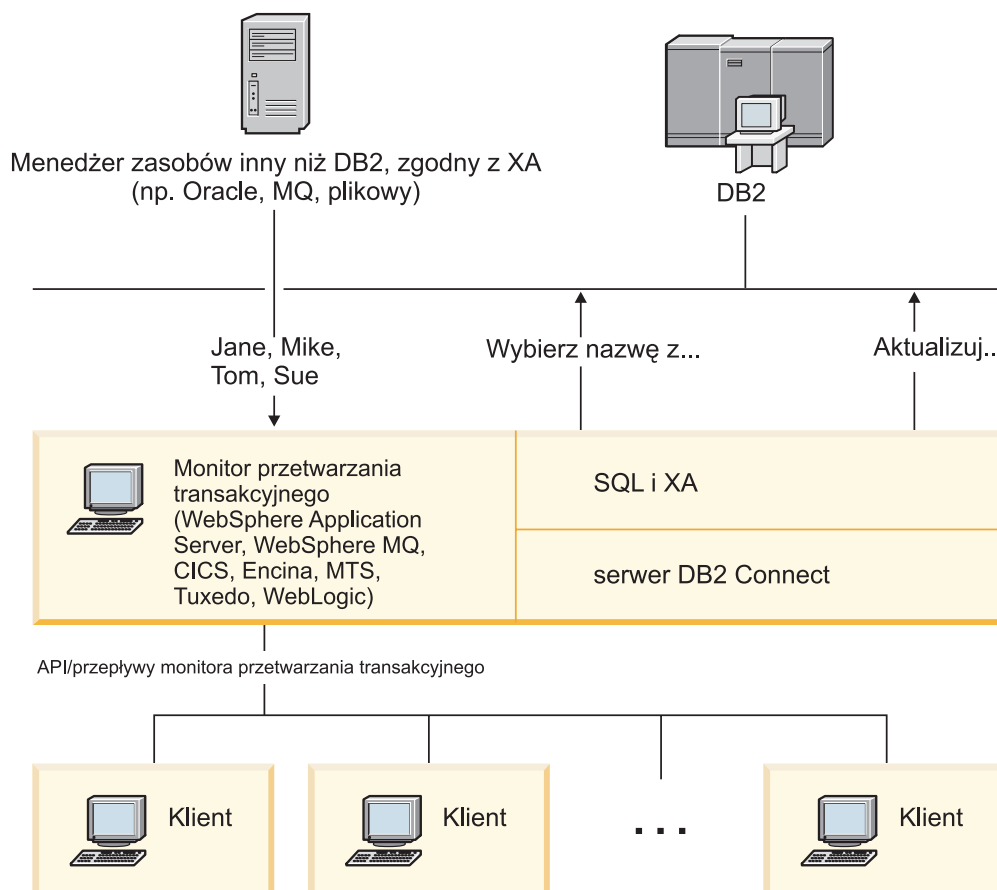 Menedżer zasobów inny niż DB2, zgodny z XA
(np. Oracle, MQ, plikowy)
DB2
Jane, Mike,
Tom, Sue
Wybierz nazwę z...
Aktualizuj...
Monitor przetwarzania
transakcyjnego
(WebSphere Application
Server, WebSphere MQ,
CICS, Encina, MTS,
Tuxedo, WebLogic)
SQL i XA
serwer DB2 Connect
API/przepływy monitora przetwarzania transakcyjnego
Klient
Klient
...
Klient